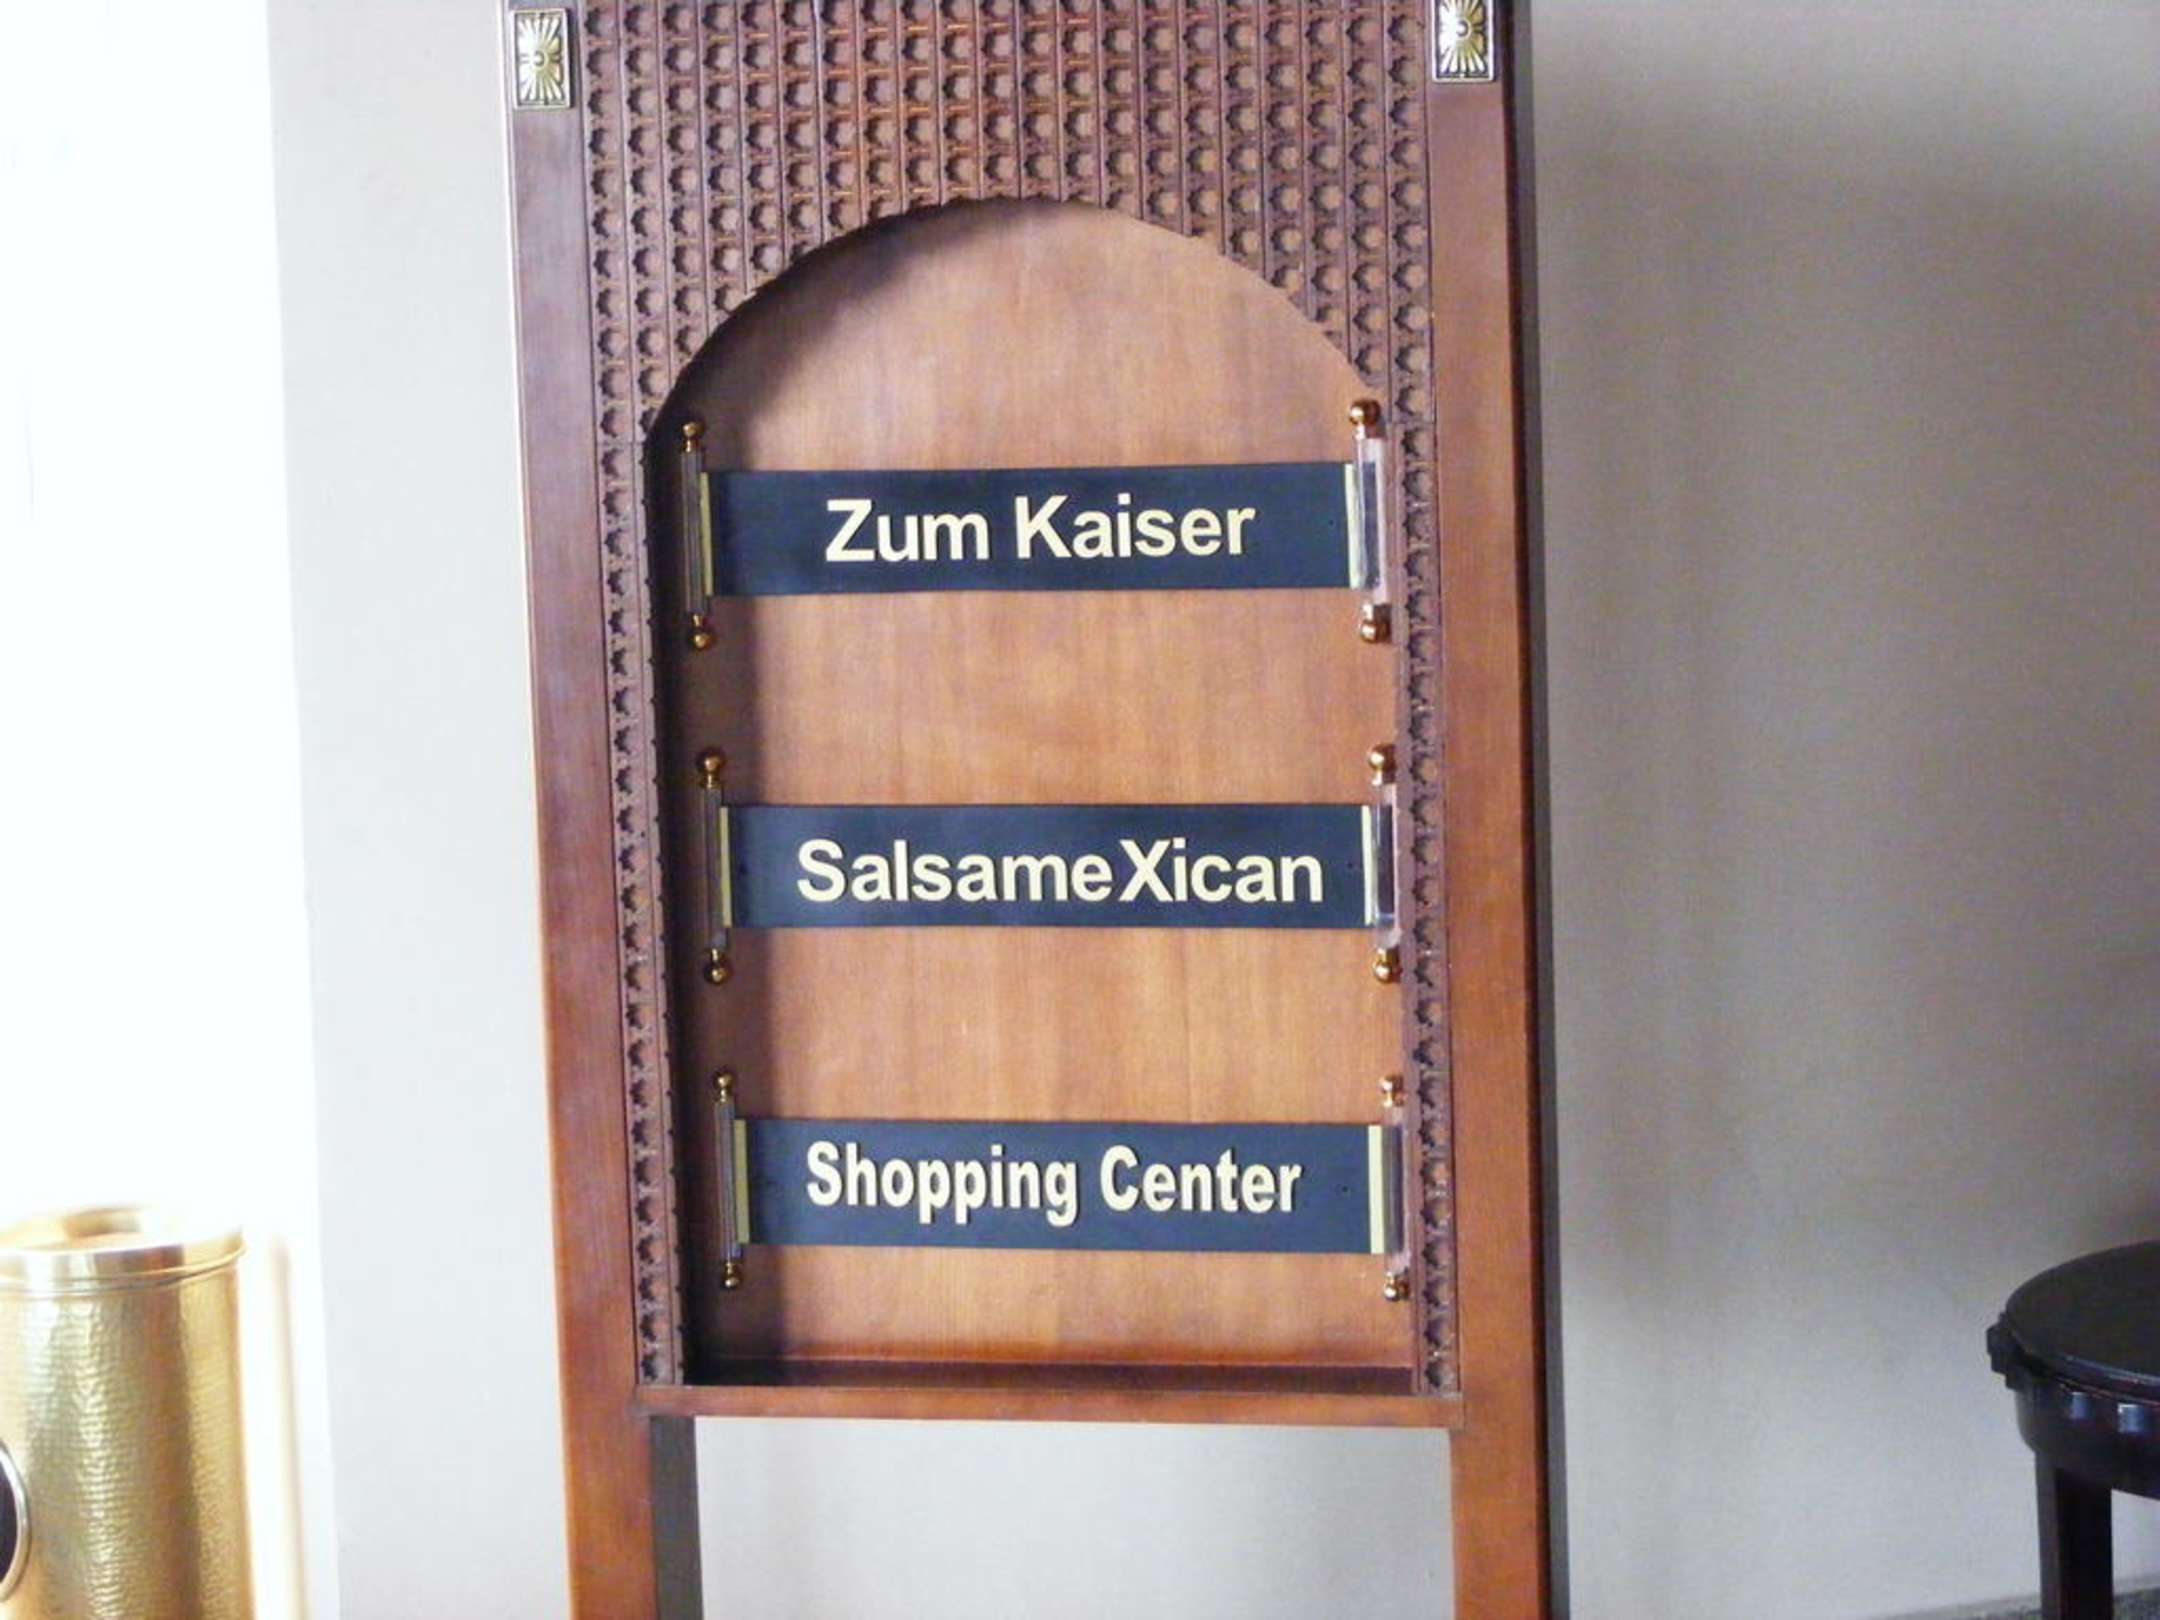 Zum Kaiser
SalsameXican
Shopping Center